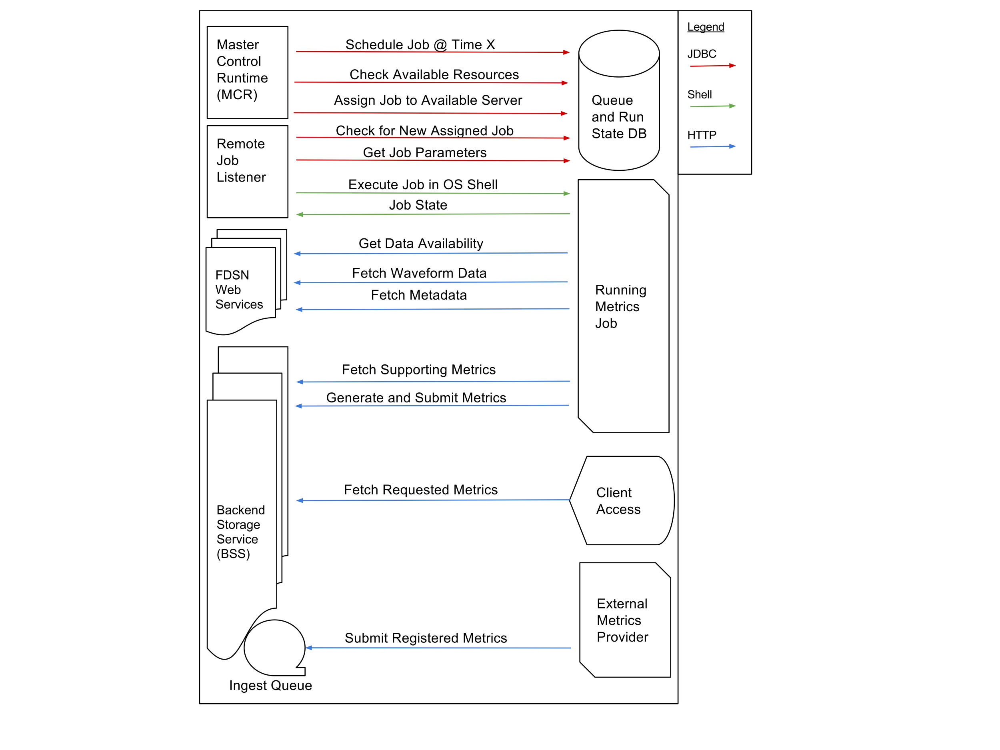 Master
Control
Runtime
(MCR)
Schedule Job @ Time X
Check Available Resources
Assign Job to Available Server
Queue
and Run
State DB
Legend
JDBC
Shell
HTTP
Remote
Job
Listener
Check for New Assigned Job
Get Job Parameters
Execute Job in OS Shell
Job State
FDSN
Web
Services
Get Data Availability
Fetch Waveform Data
Fetch Metadata
Running
Metrics
Job
Fetch Supporting Metrics
Generate and Submit Metrics
Backend
Storage
Service
(BSS)
Fetch Requested Metrics
Client
Access
External
Metrics
Provider
Submit Registered Metrics
Ingest Queue